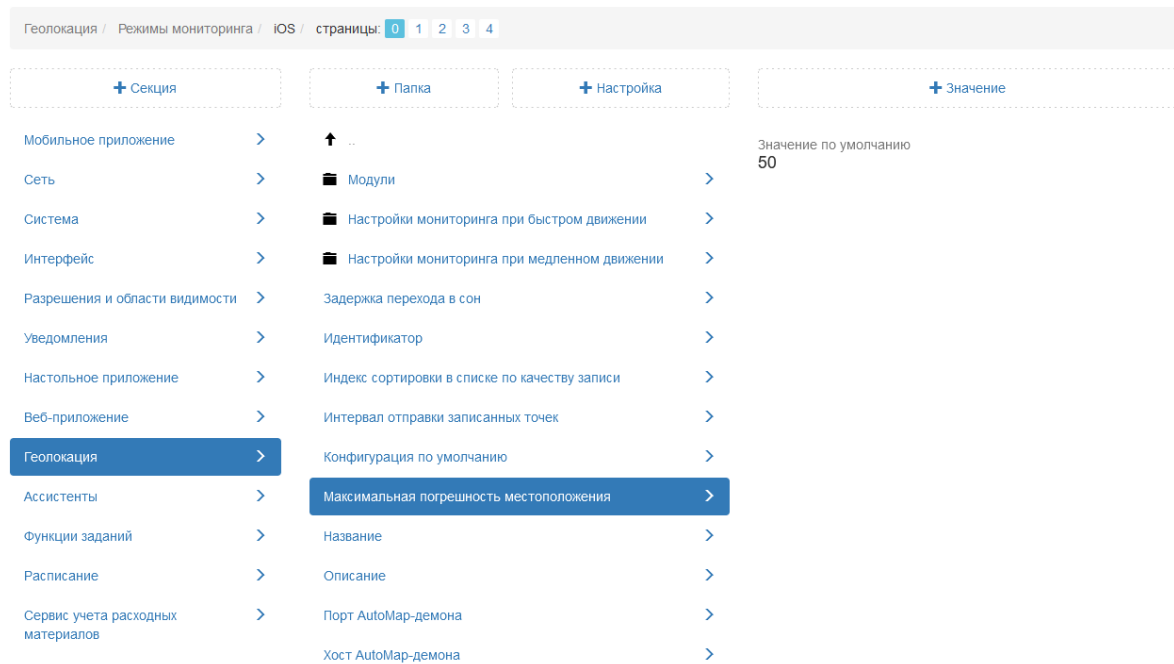 Геолокация / Режимы мониторинга / iOS / страницы: 0 1 2 3 4
+ Секция
+ Папка
+ Настройка
+ Значение
Мобильное приложение
Сеть
Система
Интерфейс
Разрешения и области видимости
Уведомления
Настольное приложение
Веб-приложение
Геолокация
Ассистенты
Функции заданий
Расписание
Сервис учета расходных
материалов
..
Модули
Настройки мониторинга при быстром движении
Настройки мониторинга при медленном движении
Задержка перехода в сон
Идентификатор
Индекс сортировки в списке по качеству записи
Интервал отправки записанных точек
Конфигурация по умолчанию
Максимальная погрешность местоположения
Название
Описание
Порт AutoMap-демона
Хост AutoMap-демона
Значение по умолчанию
50